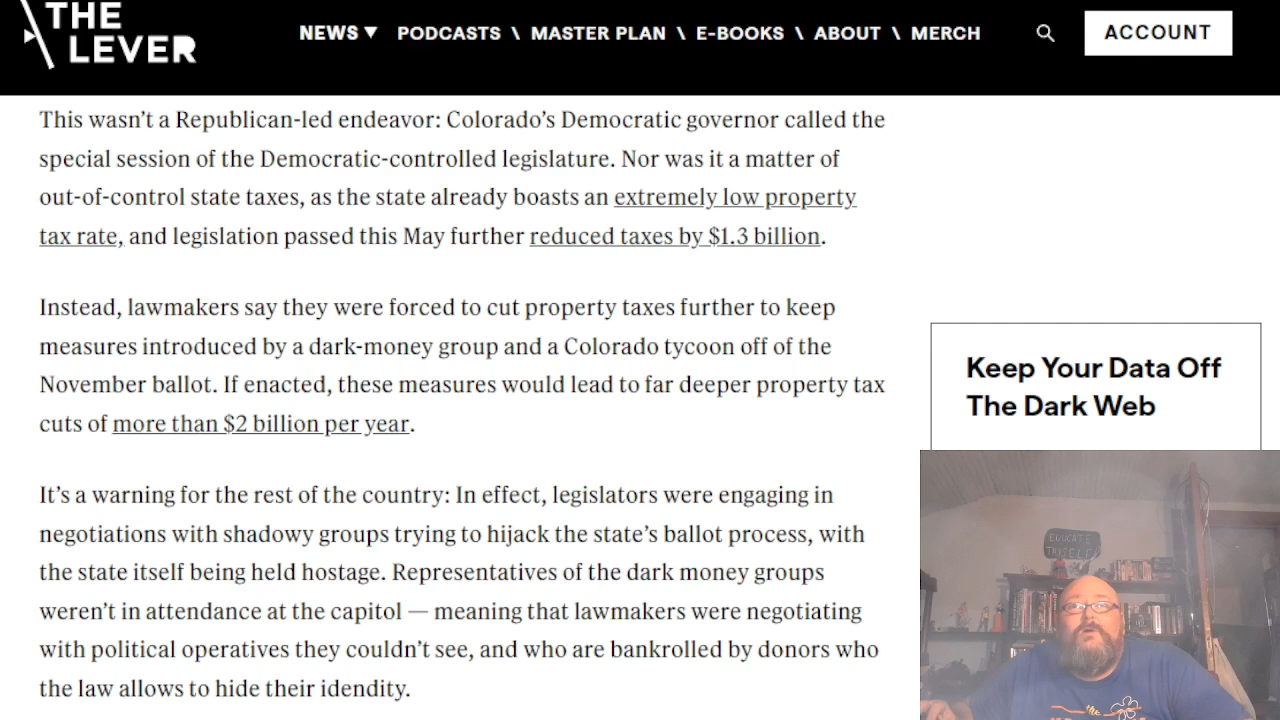 THE
LEVER
NEWS ▼ PODCASTS \ MASTER PLAN \ E-BOOKS \ ABOUT \ MERCH
ACCOUNT
This wasn't a Republican-led endeavor: Colorado's Democratic governor called the
special session of the Democratic-controlled legislature. Nor was it a matter of
out-of-control state taxes, as the state already boasts an extremely low property
tax rate, and legislation passed this May further reduced taxes by $1.3 billion.
Instead, lawmakers say they were forced to cut property taxes further to keep
measures introduced by a dark-money group and a Colorado tycoon off of the
November ballot. If enacted, these measures would lead to far deeper property tax
cuts of more than $2 billion per year.
It's a warning for the rest of the country: In effect, legislators were engaging in
negotiations with shadowy groups trying to hijack the state's ballot process, with
the state itself being held hostage. Representatives of the dark money groups
weren't in attendance at the capitol — meaning that lawmakers were negotiating
with political operatives they couldn't see, and who are bankrolled by donors who
the law allows to hide their idendity.
Keep Your Data Off
The Dark Web
EDUCATE
THYSELF
the